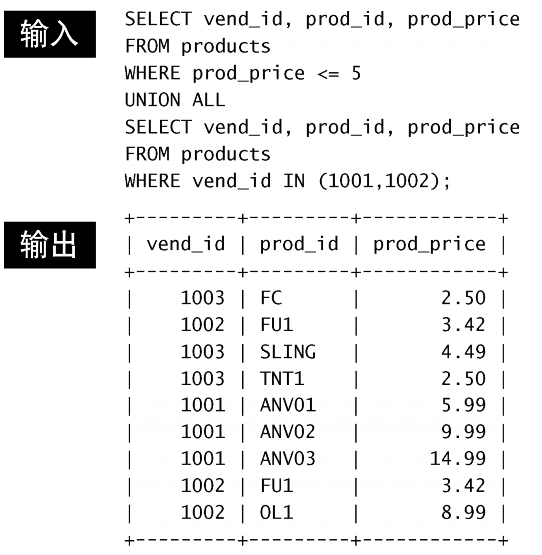 输入
SELECT vend_id, prod_id, prod_price
FROM products
WHERE prod_price <= 5
UNION ALL
SELECT vend_id, prod_id, prod_price
FROM products
WHERE vend_id IN (1001,1002);
输出
+---------+---------+------------+
| vend_id | prod_id | prod_price |
+---------+---------+------------+
|    1003 | FC      |       2.50 |
|    1002 | FU1     |       3.42 |
|    1003 | SLING   |       4.49 |
|    1003 | TNT1    |       2.50 |
|    1001 | ANV01   |       5.99 |
|    1001 | ANV02   |       9.99 |
|    1001 | ANV03   |      14.99 |
|    1002 | FU1     |       3.42 |
|    1002 | OL1     |       8.99 |
+---------+---------+------------+